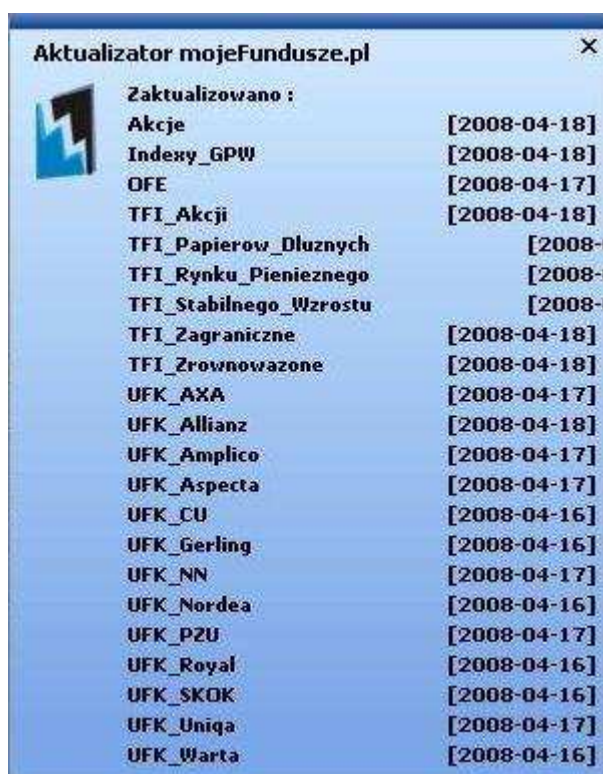 Aktualizator mojeFundusze.pl ×
Zaktualizowano :
Akcje [2008-04-18]
Indexy_GPW [2008-04-18]
OFE [2008-04-17]
TFI_Akcji [2008-04-18]
TFI_Papierow_Dluznych [2008-
TFI_Rynku_Pienieznego [2008-
TFI_Stabilnego_Wzrostu [2008-
TFI_Zagraniczne [2008-04-18]
TFI_Zrownowazone [2008-04-18]
UFK_AXA [2008-04-17]
UFK_Allianz [2008-04-18]
UFK_Amplico [2008-04-17]
UFK_Aspecta [2008-04-17]
UFK_CU [2008-04-16]
UFK_Gerling [2008-04-16]
UFK_NN [2008-04-17]
UFK_Nordea [2008-04-16]
UFK_PZU [2008-04-17]
UFK_Royal [2008-04-16]
UFK_SKOK [2008-04-16]
UFK_Uniqa [2008-04-17]
UFK_Warta [2008-04-16]